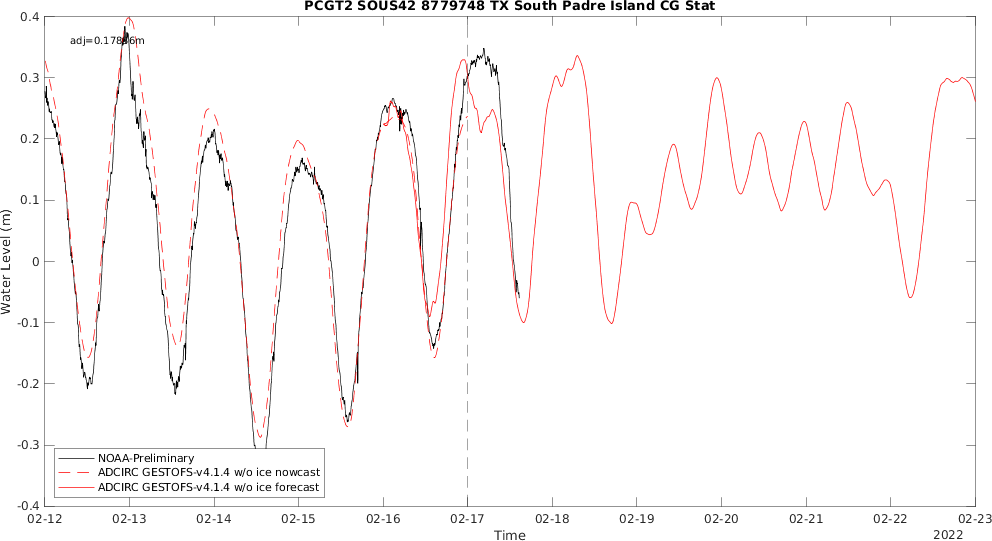 PCGT2 SOUS42 8779748 TX South Padre Island CG Stat
0.4
adj=0.17846m
0.3
0.2
0.1
0
-0.1
-0.2
-0.3
-0.4
Water Level (m)
NOAA-Preliminary
ADCIRC GESTOFS-v4.1.4 w/o ice nowcast
ADCIRC GESTOFS-v4.1.4 w/o ice forecast
02-12 02-13 02-14 02-15 02-16 02-17 02-18 02-19 02-20 02-21 02-22 02-23
Time
2022